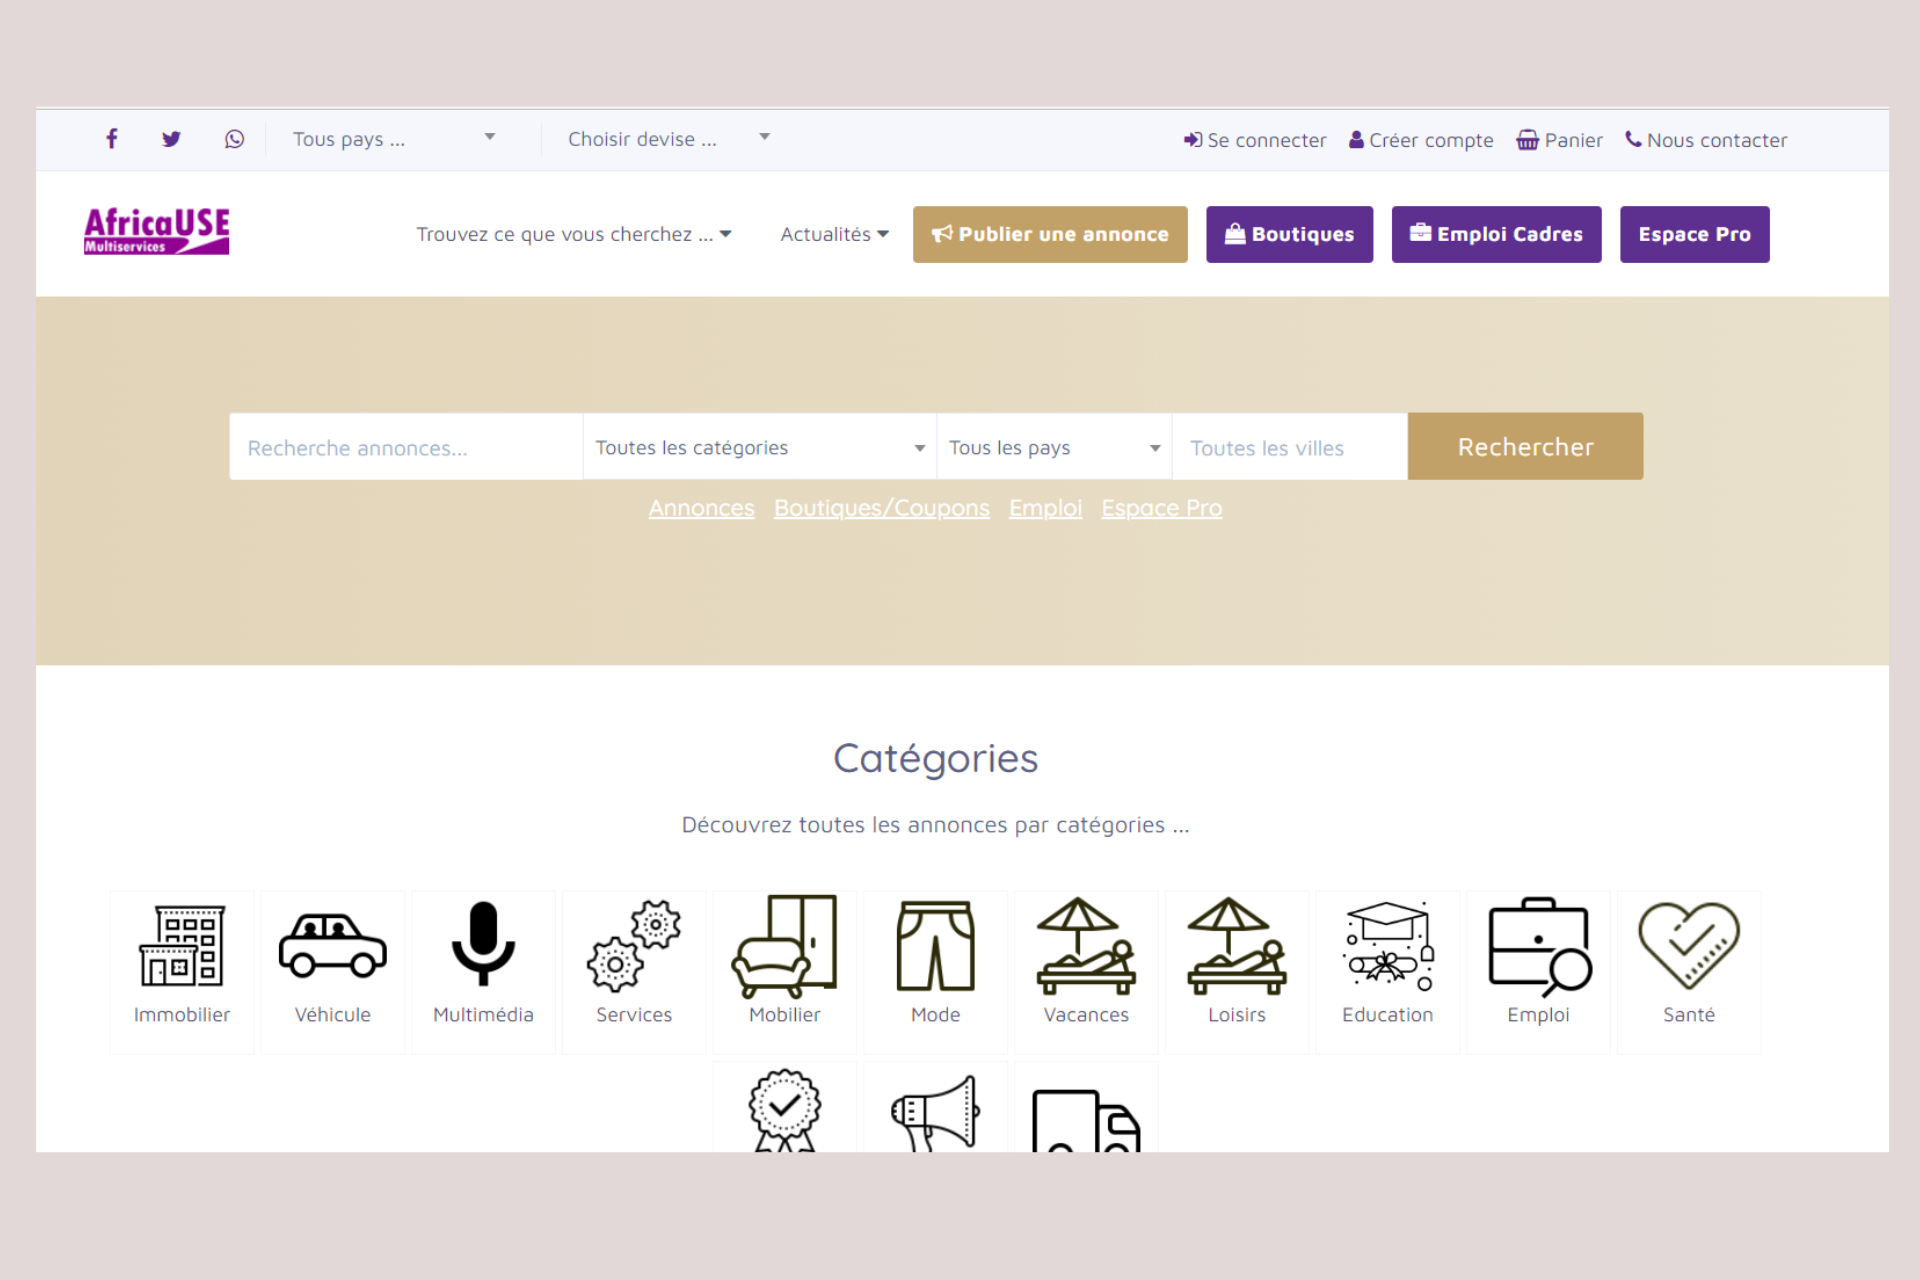 Tous pays ... Choisir devise ... Se connecter Créer compte Panier Nous contacter
AfricaUSE
Multiservices
Trouvez ce que vous cherchez ... Actualités Publier une annonce Boutiques Emploi Cadres Espace Pro
Recherche annonces... Toutes les catégories Tous les pays Toutes les villes Rechercher
Annonces Boutiques/Coupons Emploi Espace Pro
Catégories
Découvrez toutes les annonces par catégories ...
Immobilier Véhicule Multimédia Services Mobilier Mode Vacances Loisirs Education Emploi Santé